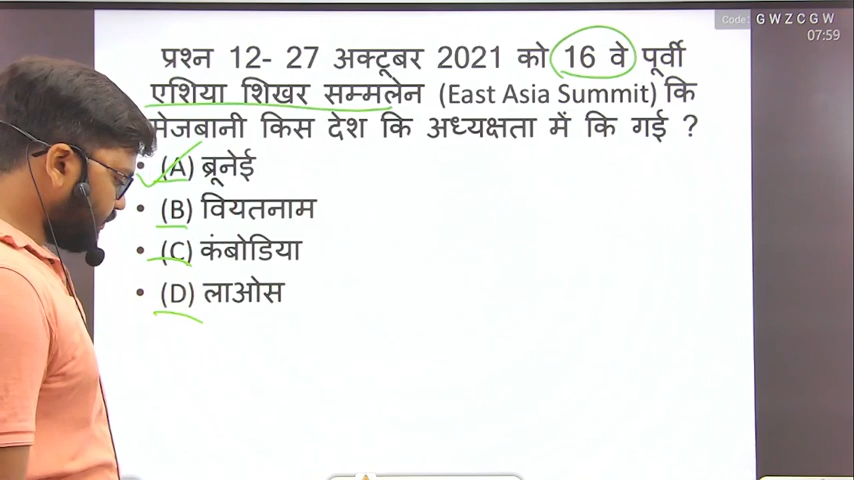 Code: G W Z C G W
07:59
प्रश्न 12- 27 अक्टूबर 2021 को 16 वे पूर्वी
एशिया शिखर सम्मलेन (East Asia Summit) कि
मेजबानी किस देश कि अध्यक्षता में कि गई ?
• (A) ब्रूनेई
• (B) वियतनाम
• (C) कंबोडिया
• (D) लाओस